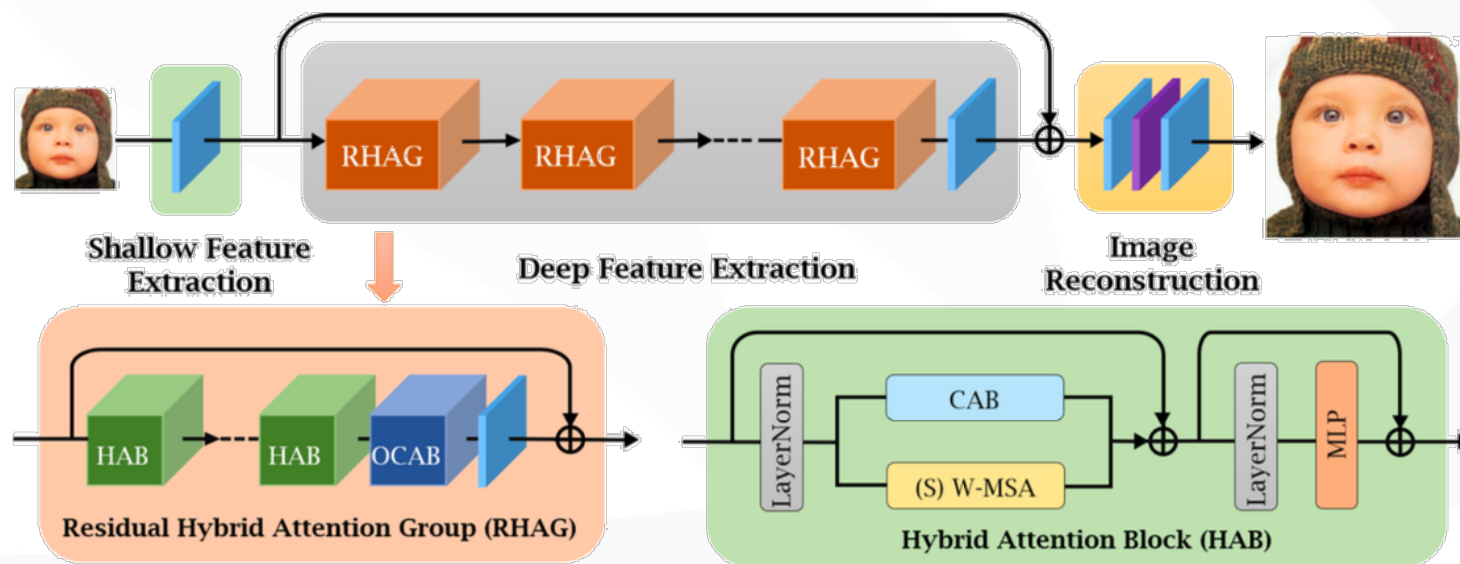 RHAG
RHAG
RHAG
Shallow Feature
Extraction
Deep Feature Extraction
Image
Reconstruction
HAB
HAB
OCAB
Residual Hybrid Attention Group (RHAG)
LayerNorm
CAB
(S) W-MSA
LayerNorm
MLP
Hybrid Attention Block (HAB)